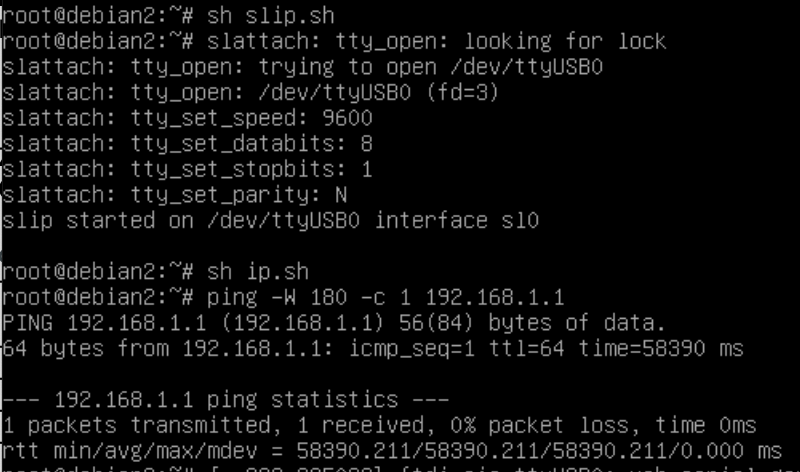 root@debian2:~# sh slip.sh
root@debian2:~# slattach: tty_open: looking for lock
slattach: tty_open: trying to open /dev/ttyUSB0
slattach: tty_open: /dev/ttyUSB0 (fd=3)
slattach: tty_set_speed: 9600
slattach: tty_set_databits: 8
slattach: tty_set_stopbits: 1
slattach: tty_set_parity: N
slip started on /dev/ttyUSB0 interface sl0
root@debian2:~# sh ip.sh
root@debian2:~# ping -W 180 -c 1 192.168.1.1
PING 192.168.1.1 (192.168.1.1) 56(84) bytes of data.
64 bytes from 192.168.1.1: icmp_seq=1 ttl=64 time=58390 ms
--- 192.168.1.1 ping statistics ---
1 packets transmitted, 1 received, 0% packet loss, time 0ms
rtt min/avg/max/mdev = 58390.211/58390.211/58390.211/0.000 ms
root@debian2:~#